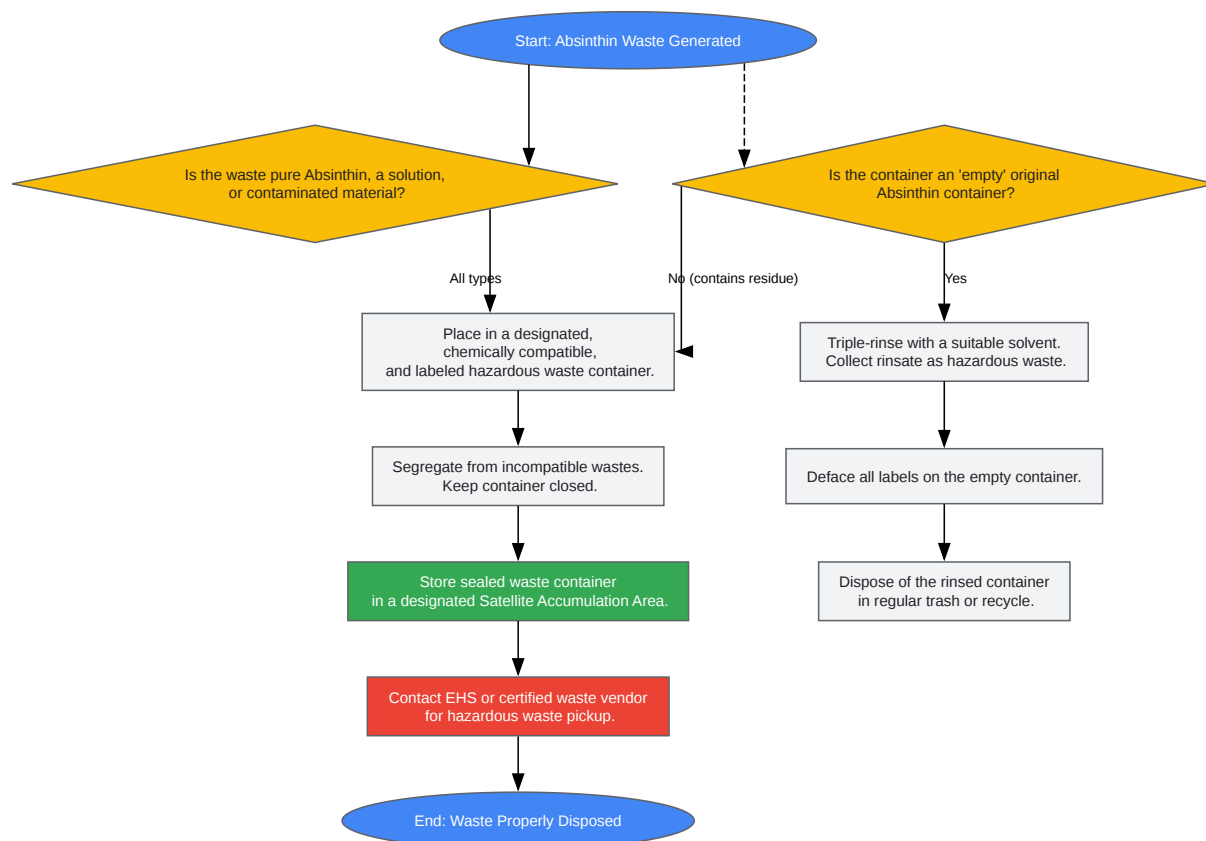 Start: Absinthin Waste Generated
Is the waste pure Absinthin, a solution,
or contaminated material?
Is the container an 'empty' original
Absinthin container?
All types
No (contains residue)
Yes
Place in a designated,
chemically compatible,
and labeled hazardous waste container.
Triple-rinse with a suitable solvent.
Collect rinsate as hazardous waste.
Segregate from incompatible wastes.
Keep container closed.
Deface all labels on the empty container.
Store sealed waste container
in a designated Satellite Accumulation Area.
Dispose of the rinsed container
in regular trash or recycle.
Contact EHS or certified waste vendor
for hazardous waste pickup.
End: Waste Properly Disposed